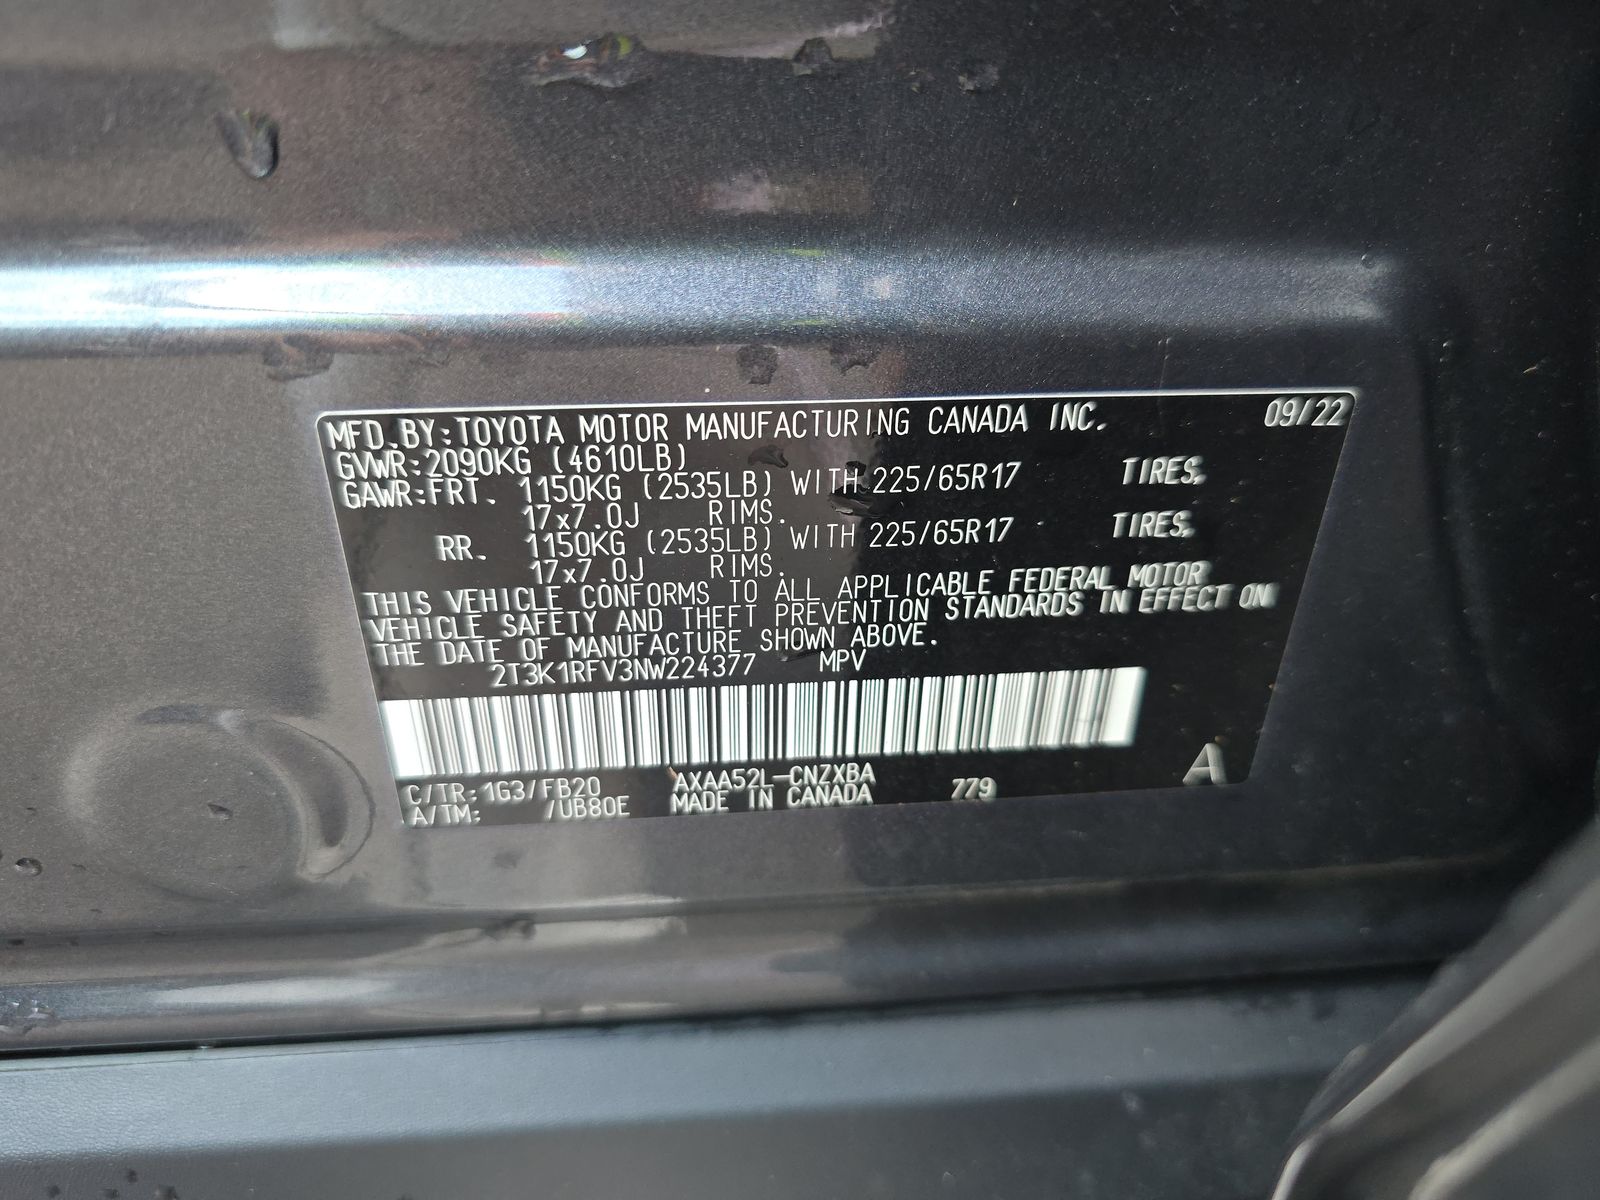 MFD.BY:TOYOTA MOTOR MANUFACTURING CANADA INC. 09/22
GVWR:2090KG (4610LB)
GAWR:FRT. 1150KG (2535LB) WITH 225/65R17 TIRES,
17x7.0J RIMS.
RR. 1150KG (2535LB) WITH 225/65R17 TIRES,
17x7.0J RIMS.
THIS VEHICLE CONFORMS TO ALL APPLICABLE FEDERAL MOTOR
VEHICLE SAFETY AND THEFT PREVENTION STANDARDS IN EFFECT ON
THE DATE OF MANUFACTURE SHOWN ABOVE.
2T3K1RFV3NW224377 MPV
C/TR:1G3/FB20 AXAA52L-CNZXBA
A/TM: /UB80E MADE IN CANADA 779 A